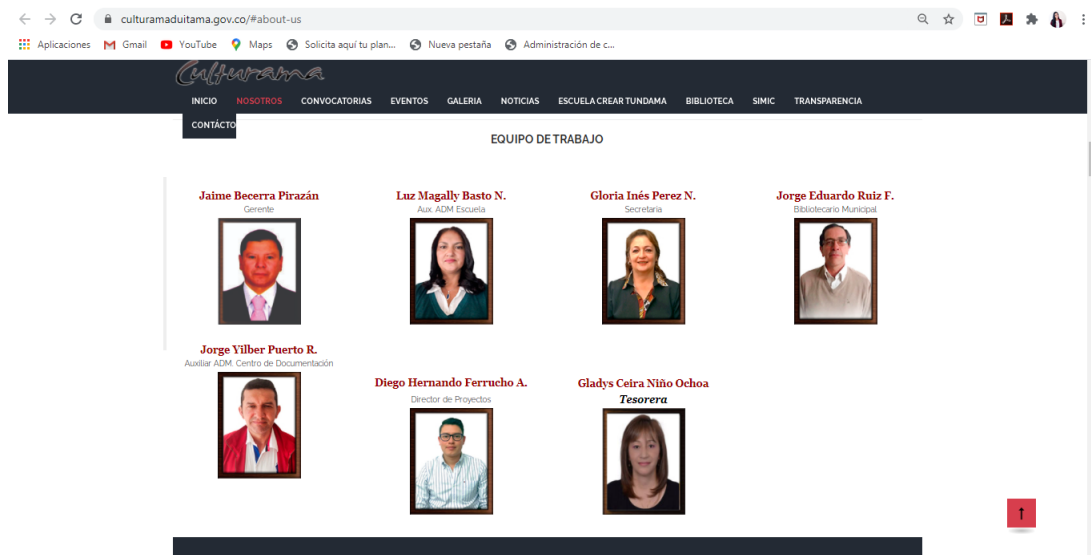 culturamaduitama.gov.co/#about-us
Aplicaciones Gmail YouTube Maps Solicita aquí tu plan... Nueva pestaña Administración de c...
Culturama
INICIO NOSOTROS CONVOCATORIAS EVENTOS GALERIA NOTICIAS ESCUELA CREAR TUNDAMA BIBLIOTECA SIMIC TRANSPARENCIA
CONTÁCTO
EQUIPO DE TRABAJO
Jaime Becerra Pirazán
Gerente
Luz Magally Basto N.
Aux. ADM Escuela
Gloria Inés Perez N.
Secretaria
Jorge Eduardo Ruiz F.
Bibliotecario Municipal
Jorge Yilber Puerto R.
Auxiliar ADM. Centro de Documentación
Diego Hernando Ferrucho A.
Director de Proyectos
Gladys Ceira Niño Ochoa
Tesorera